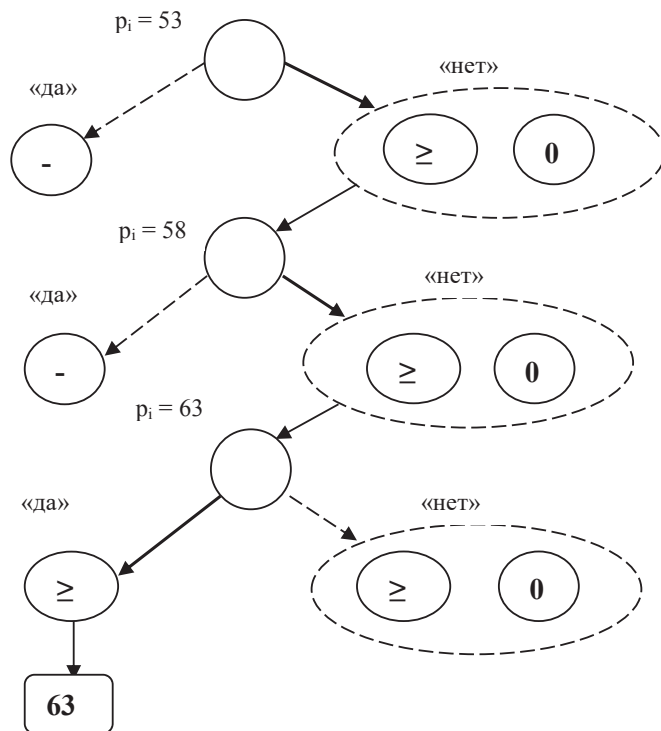 pᵢ = 53
«да»
«нет»
-
≥
0
pᵢ = 58
«да»
«нет»
-
≥
0
pᵢ = 63
«да»
«нет»
≥
≥
0
63